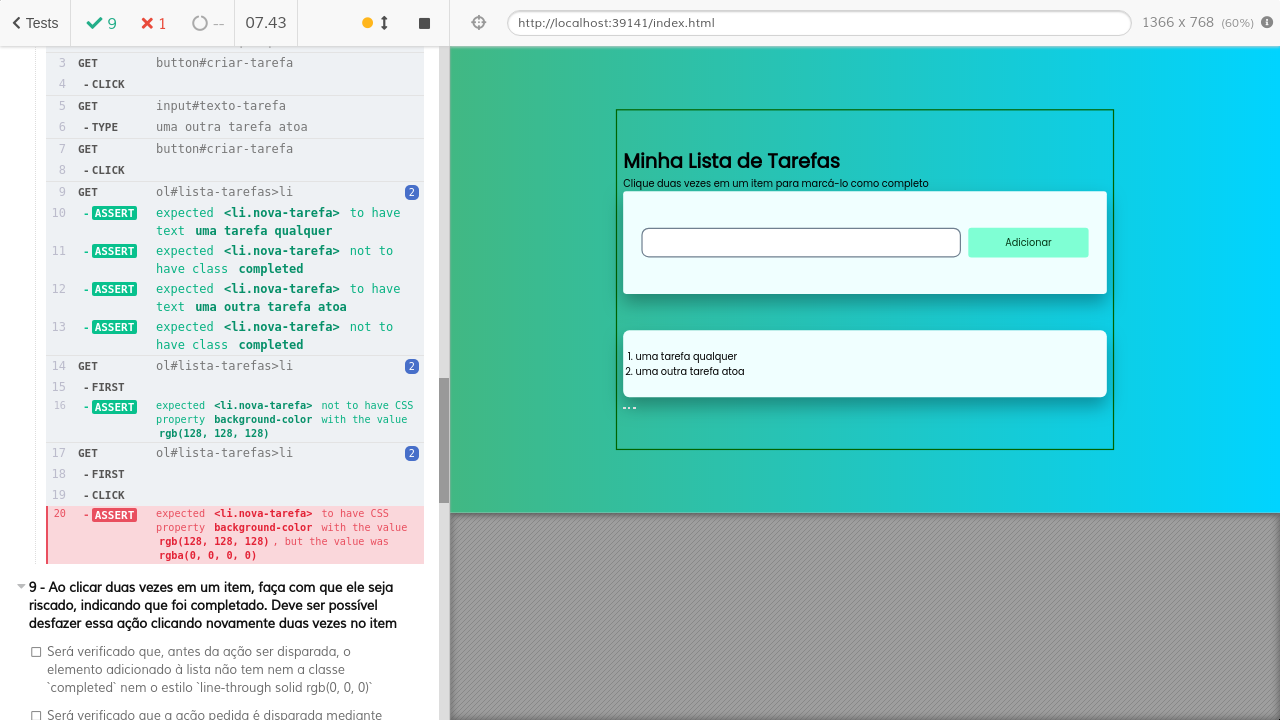 Tests 9 1 -- 07.43
http://localhost:39141/index.html
1366 x 768 (60%)
3 GET button#criar-tarefa
4 - CLICK
5 GET input#texto-tarefa
6 - TYPE uma outra tarefa atoa
7 GET button#criar-tarefa
8 - CLICK
9 GET ol#lista-tarefas>li 2
10 - ASSERT expected <li.nova-tarefa> to have
text uma tarefa qualquer
11 - ASSERT expected <li.nova-tarefa> not to
have class completed
12 - ASSERT expected <li.nova-tarefa> to have
text uma outra tarefa atoa
13 - ASSERT expected <li.nova-tarefa> not to
have class completed
14 GET ol#lista-tarefas>li 2
15 - FIRST
16 - ASSERT expected <li.nova-tarefa> not to have CSS
property background-color with the value
rgb(128, 128, 128)
17 GET ol#lista-tarefas>li 2
18 - FIRST
19 - CLICK
20 - ASSERT expected <li.nova-tarefa> to have CSS
property background-color with the value
rgb(128, 128, 128) , but the value was
rgba(0, 0, 0, 0)
9 - Ao clicar duas vezes em um item, faça com que ele seja
riscado, indicando que foi completado. Deve ser possível
desfazer essa ação clicando novamente duas vezes no item
Será verificado que, antes da ação ser disparada, o
elemento adicionado à lista não tem nem a classe
`completed` nem o estilo `line-through solid rgb(0, 0, 0)`
Será verificado que a ação pedida é disparada mediante
Minha Lista de Tarefas
Clique duas vezes em um item para marcá-lo como completo
Adicionar
1. uma tarefa qualquer
2. uma outra tarefa atoa